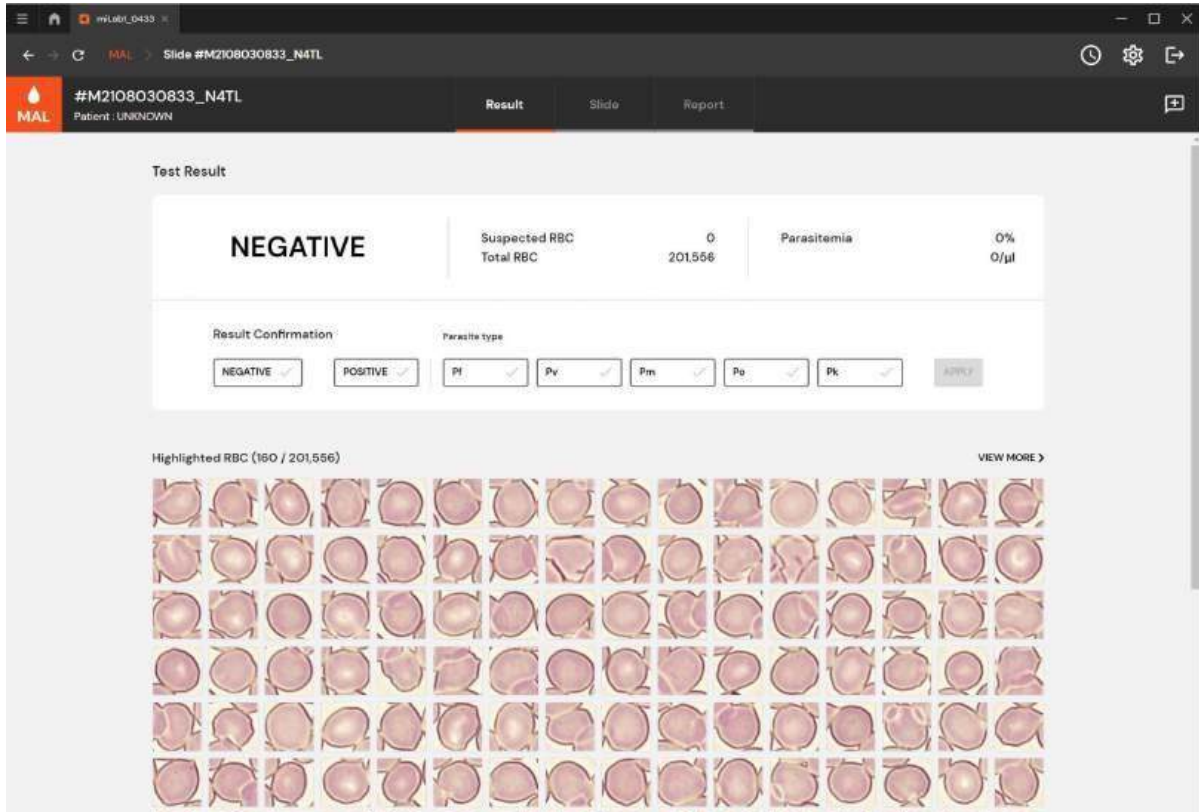 miLab1_0433
MAL > Slide #M2108030833_N4TL
MAL
#M2108030833_N4TL
Patient : UNKNOWN
Result Slide Report
Test Result
NEGATIVE
Suspected RBC 0
Total RBC 201,556
Parasitemia 0%
0/µl
Result Confirmation
Parasite type
NEGATIVE POSITIVE Pf Pv Pm Po Pk APPLY
Highlighted RBC (160 / 201,556)
VIEW MORE >